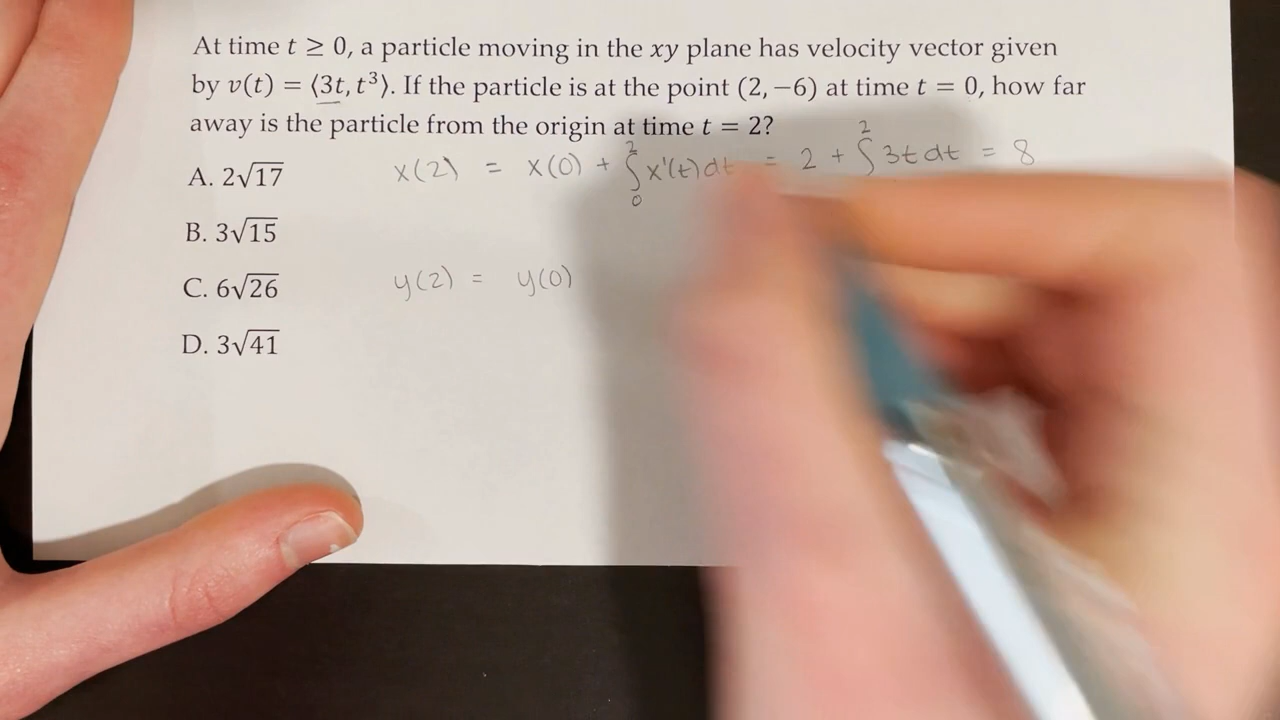 At time t ≥ 0, a particle moving in the xy plane has velocity vector given
by v(t) = ⟨3t, t³⟩. If the particle is at the point (2, −6) at time t = 0, how far
away is the particle from the origin at time t = 2?
x(2) = x(0) + ∫₀² x'(t)dt = 2 + ∫² 3t dt = 8
A. 2√17
B. 3√15
C. 6√26
y(2) = y(0)
D. 3√41